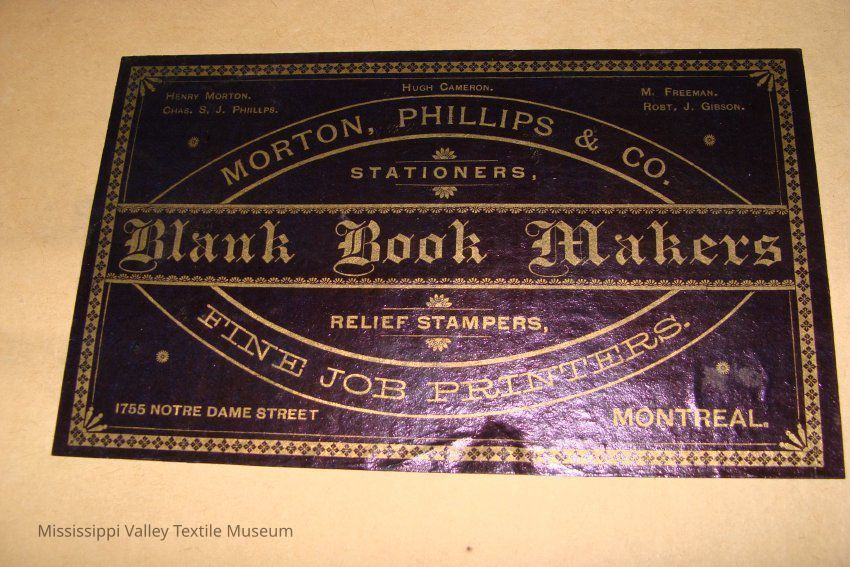 Henry Morton.
Chas. S. J. Phillps.
Hugh Cameron.
M. Freeman.
Robt, J. Gibson.
MORTON, PHILLIPS & CO.
STATIONERS,
Blank Book Makers
RELIEF STAMPERS,
FINE JOB PRINTERS.
1755 NOTRE DAME STREET
MONTREAL.
Mississippi Valley Textile Museum